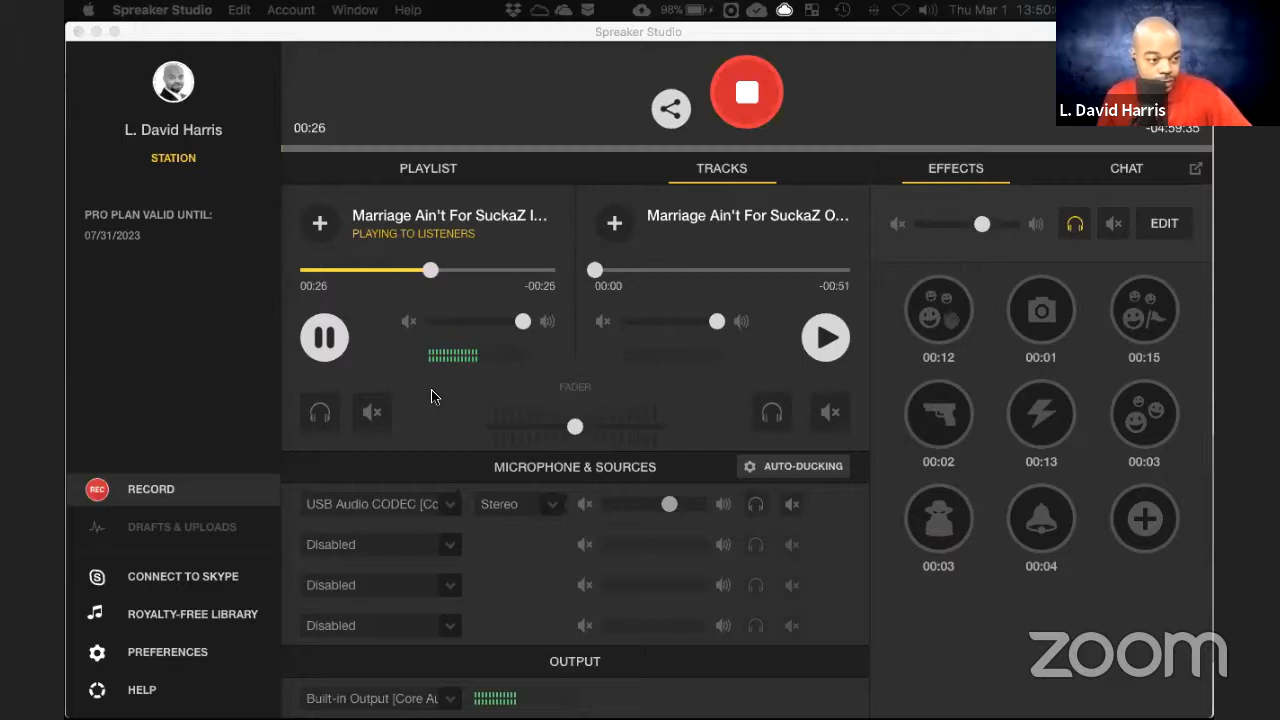 Spreaker Studio Edit Account Window Help 98% Thu Mar 1 13:50:
Spreaker Studio
L. David Harris
L. David Harris
STATION
00:26
-04:59:35
PLAYLIST
TRACKS
EFFECTS
CHAT
PRO PLAN VALID UNTIL:
07/31/2023
Marriage Ain't For SuckaZ I...
PLAYING TO LISTENERS
Marriage Ain't For SuckaZ O...
EDIT
00:26
-00:25
00:00
-00:51
00:12
00:01
00:15
FADER
00:02
00:13
00:03
MICROPHONE & SOURCES
AUTO-DUCKING
REC
RECORD
USB Audio CODEC [Co
Stereo
DRAFTS & UPLOADS
Disabled
00:03
00:04
CONNECT TO SKYPE
Disabled
ROYALTY-FREE LIBRARY
Disabled
PREFERENCES
OUTPUT
HELP
Built-in Output [Core Au
zoom